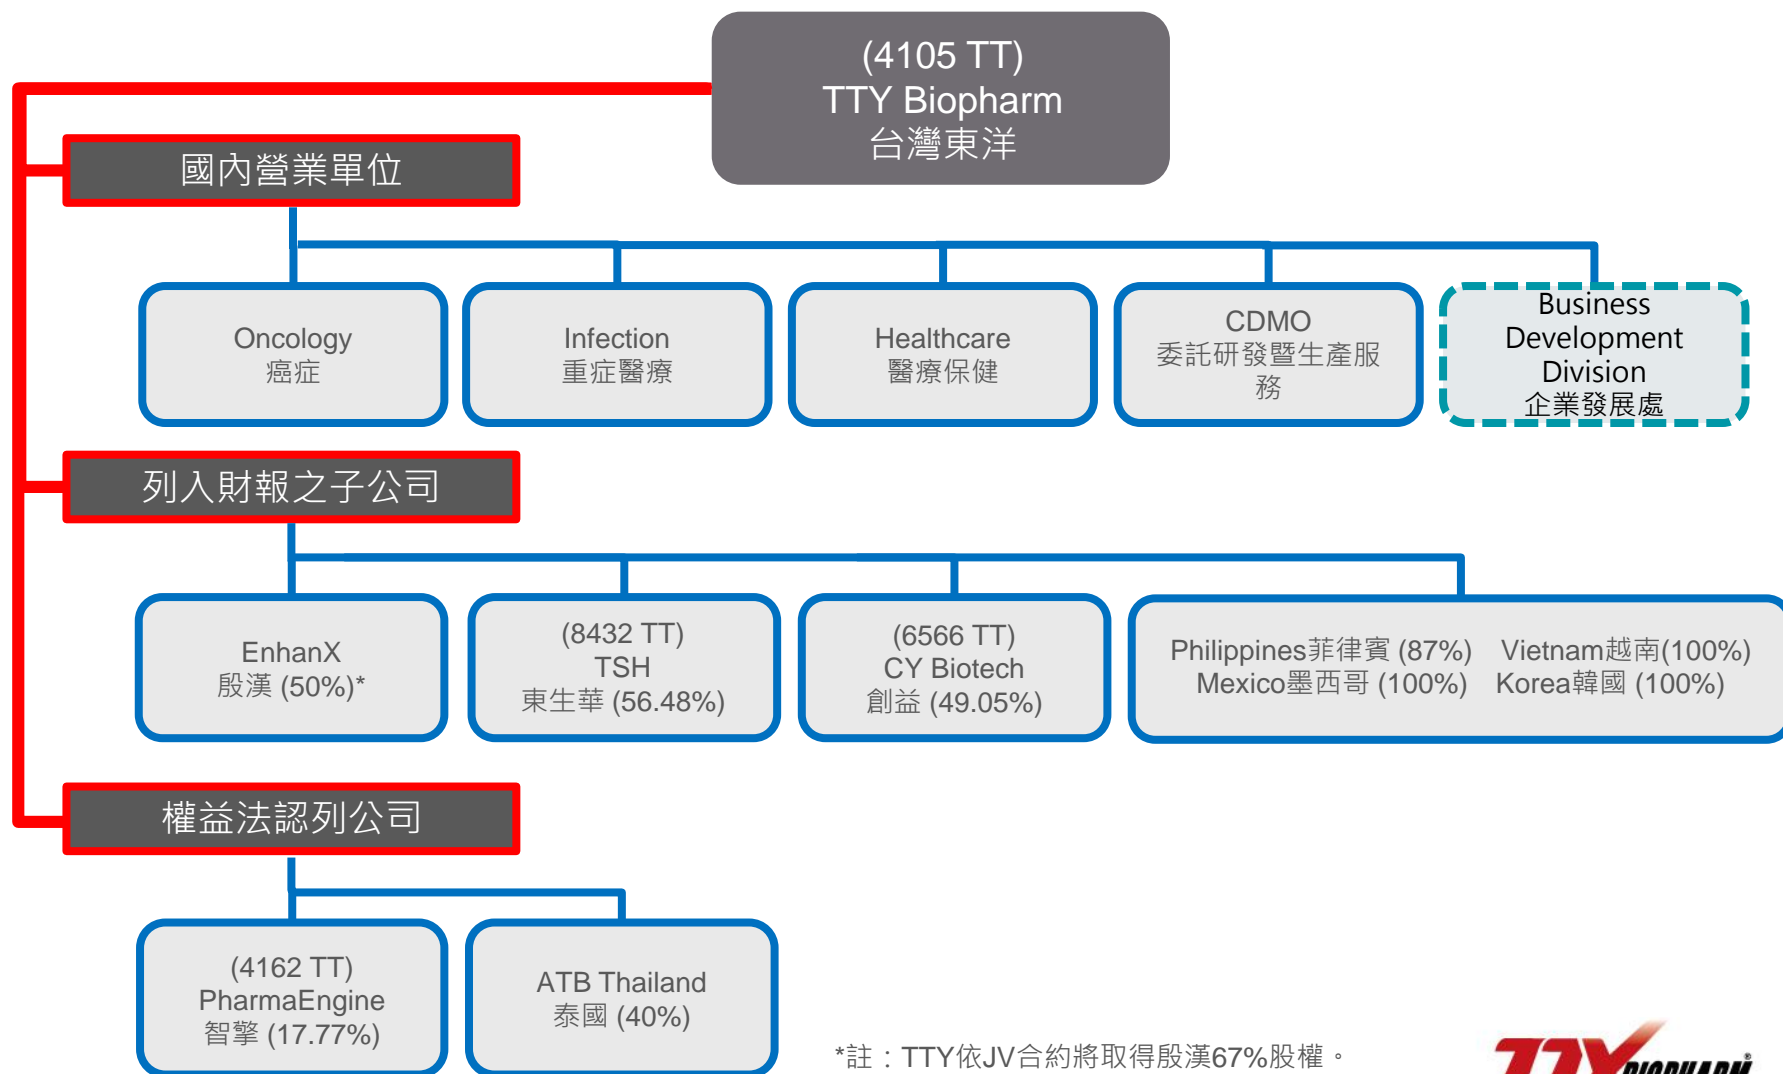 (4105 TT)
TTY Biopharm
台灣東洋
國內營業單位
Oncology
癌症
Infection
重症醫療
Healthcare
醫療保健
CDMO
委託研發暨生產服
務
Business
Development
Division
企業發展處
列入財報之子公司
EnhanX
殷漢 (50%)*
(8432 TT)
TSH
東生華 (56.48%)
(6566 TT)
CY Biotech
創益 (49.05%)
Philippines菲律賓 (87%) Vietnam越南(100%)
Mexico墨西哥 (100%) Korea韓國 (100%)
權益法認列公司
(4162 TT)
PharmaEngine
智擎 (17.77%)
ATB Thailand
泰國 (40%)
*註：TTY依JV合約將取得殷漢67%股權。
TTY BIOPHARM®